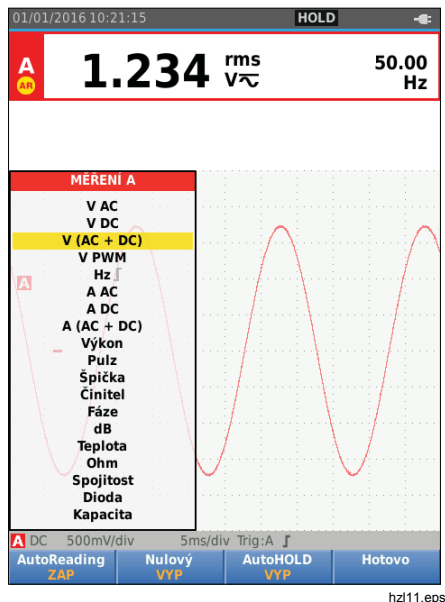 01/01/2016 10:21:15 HOLD
A AR 1.234 rms V 50.00 Hz
MĚŘENÍ A
V AC
V DC
V (AC + DC)
V PWM
Hz
A
A AC
A DC
A (AC + DC)
Výkon
Pulz
Špička
Činitel
Fáze
dB
Teplota
Ohm
Spojitost
Dioda
Kapacita
A DC 500mV/div 5ms/div Trig:A
AutoReading Nulový AutoHOLD Hotovo
ZAP VYP VYP
hzl11.eps